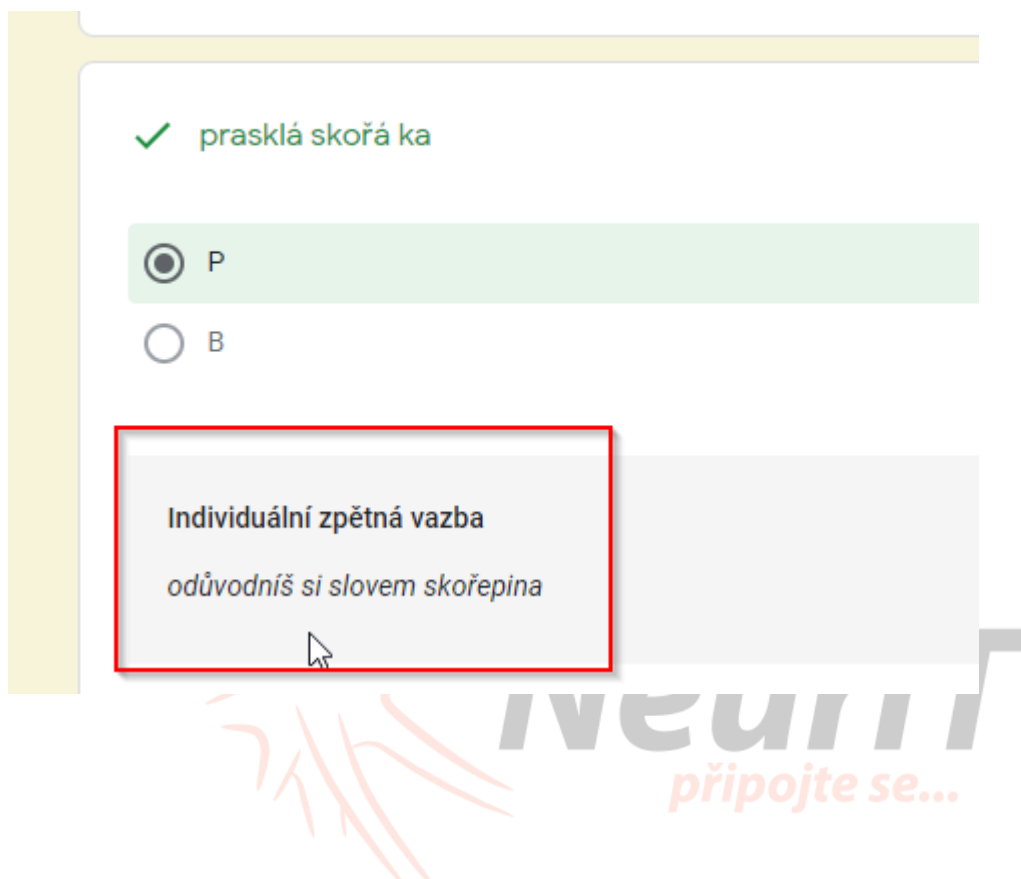 prasklá skořá ka
P
B
Individuální zpětná vazba
odůvodníš si slovem skořepina
připojte se...